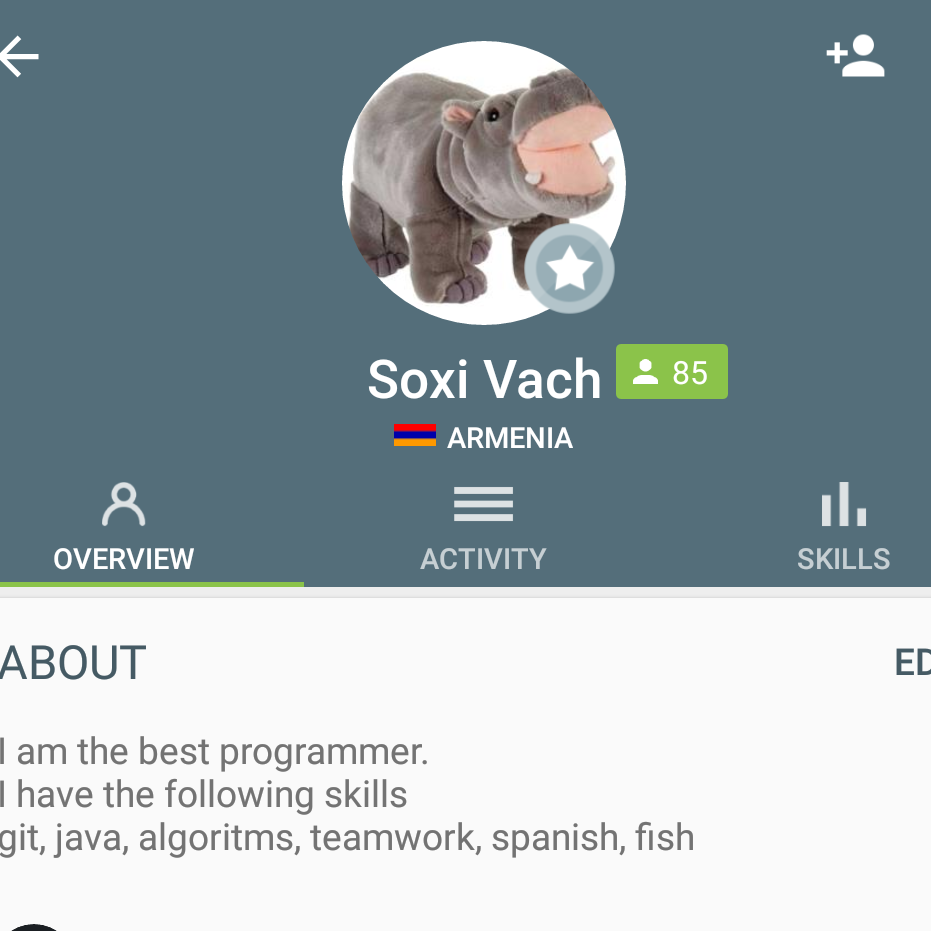 Soxi Vach 85
ARMENIA
OVERVIEW ACTIVITY SKILLS
ABOUT ED
I am the best programmer.
I have the following skills
git, java, algoritms, teamwork, spanish, fish